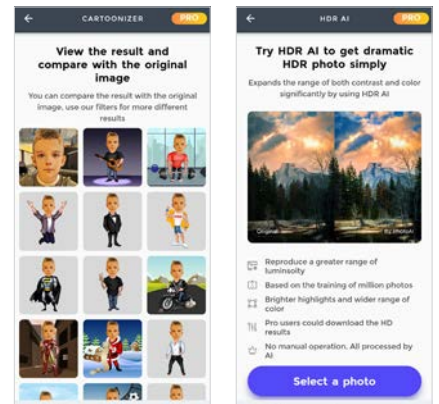 CARTOONIZER
PRO
View the result and
compare with the original
image
You can compare the result with the original
image, use our filters for more different
results
HDR AI
PRO
Try HDR AI to get dramatic
HDR photo simply
Expands the range of both contrast and color
significantly by using HDR AI
Original
Reproduce a greater range of
luminsoity
Based on the training of million photos
Brighter highlights and wider range of
color
Pro users could download the HD
results
No manual operation. All processed by
AI
Select a photo